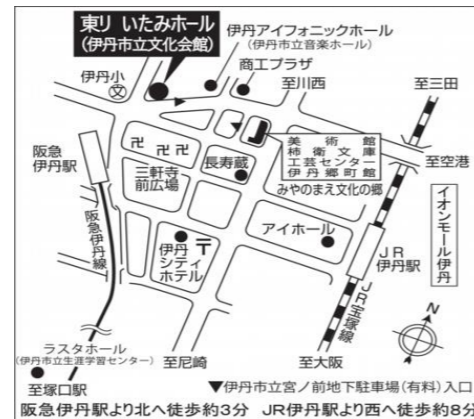 東リ いたみホール
(伊丹市立文化会館)
伊丹アイフォニックホール
(伊丹市立音楽ホール)
商工プラザ
伊丹小
文
至川西
至三田
美術館
柿衞文庫
工芸センター
伊丹郷町館
みやのまえ文化の郷
至空港
阪急
伊丹駅
卍 卍 卍
三軒寺
前広場
長寿蔵
イオンモール伊丹
阪急伊丹線
伊丹
シティ
ホテル
〒
アイホール
JR
伊丹駅
JR宝塚線
N
ラスタホール
(伊丹市立生涯学習センター)
至塚口駅
至尼崎
至大阪
▼伊丹市立宮ノ前地下駐車場(有料)入口
阪急伊丹駅より北へ徒歩約3分 JR伊丹駅より西へ徒歩約8分